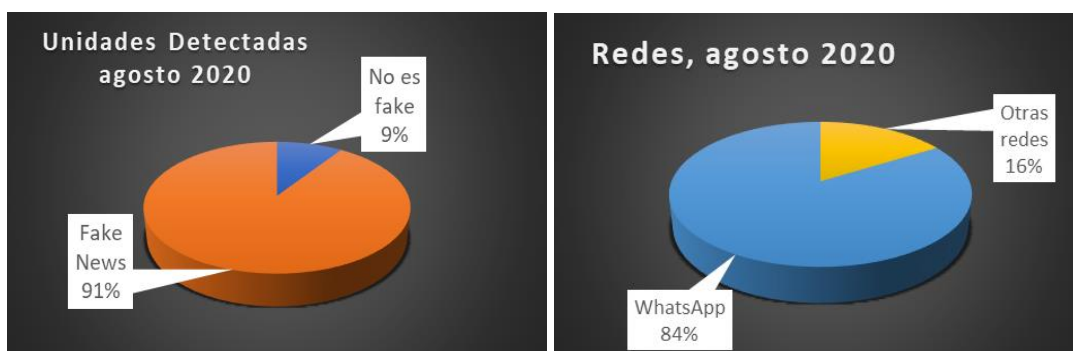 Unidades Detectadas
agosto 2020
No es
fake
9%
Fake
News
91%
Redes, agosto 2020
Otras
redes
16%
WhatsApp
84%